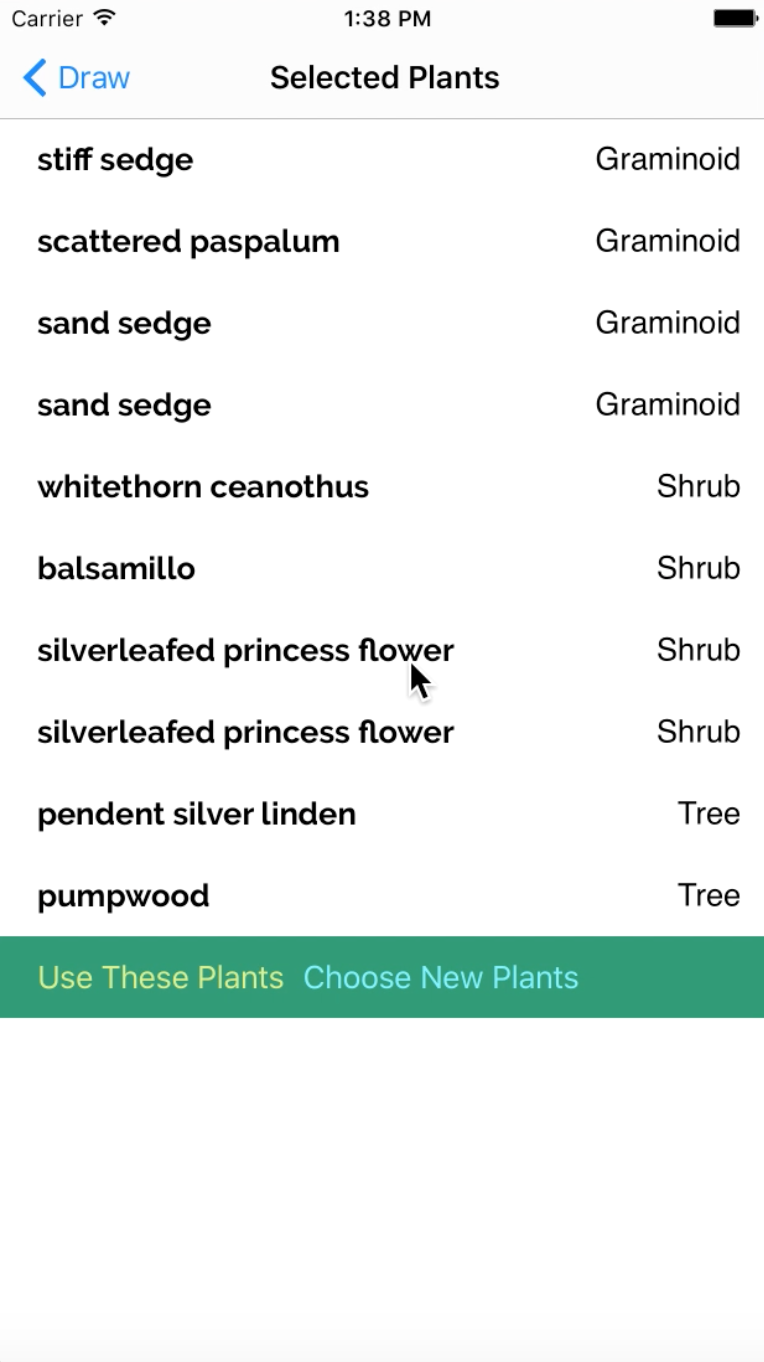 Carrier 1:38 PM
Draw Selected Plants
stiff sedge Graminoid
scattered paspalum Graminoid
sand sedge Graminoid
sand sedge Graminoid
whitethorn ceanothus Shrub
balsamillo Shrub
silverleafed princess flower Shrub
silverleafed princess flower Shrub
pendent silver linden Tree
pumpwood Tree
Use These Plants Choose New Plants